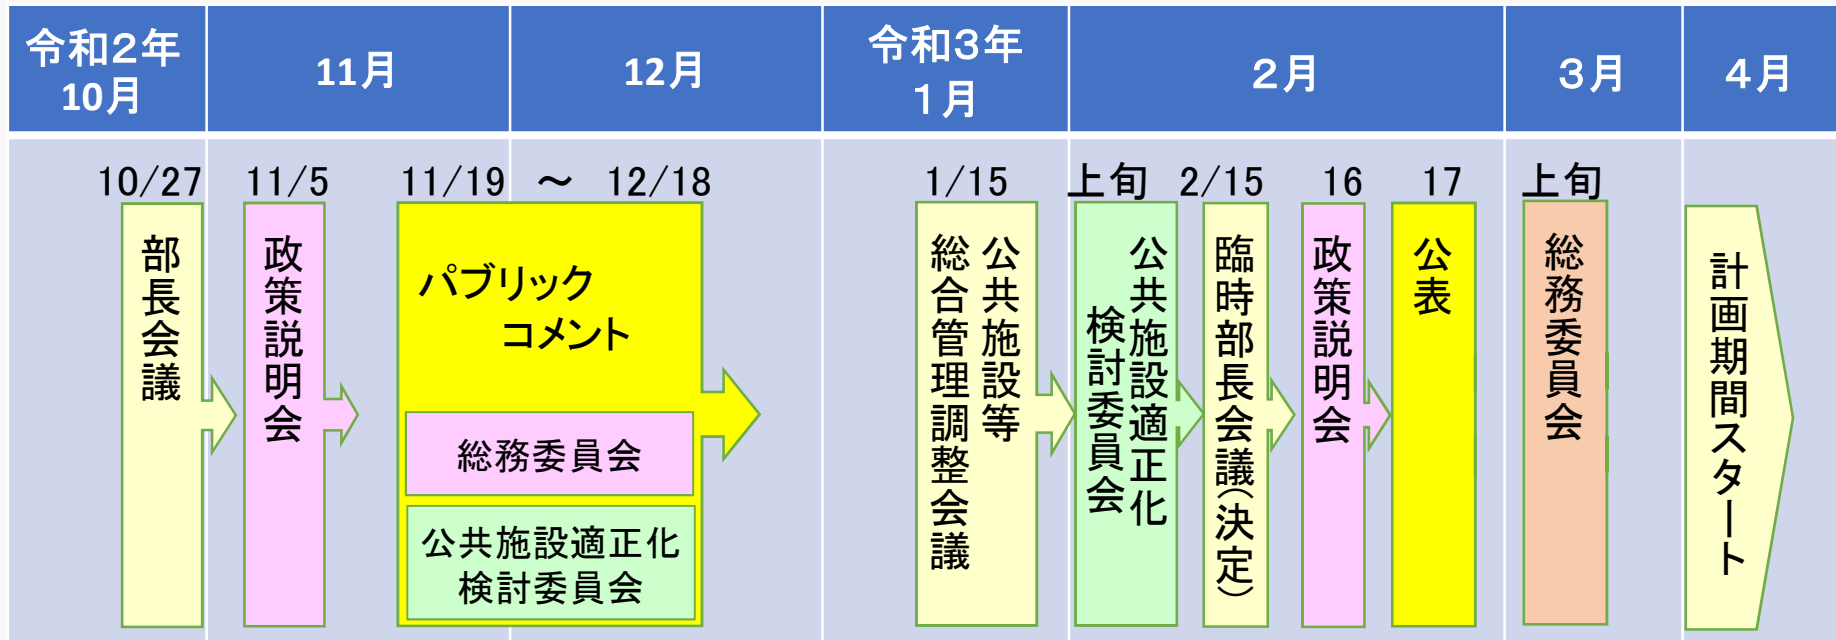 令和２年
10月
11月
12月
令和３年
１月
２月
３月
４月
10/27
11/5
11/19 ～ 12/18
1/15
上旬
2/15
16
17
上旬
部長会議
政策説明会
パブリック
コメント
総務委員会
公共施設適正化
検討委員会
公共施設等
総合管理調整会議
公共施設適正化
検討委員会
臨時部長会議（決定）
政策説明会
公表
総務委員会
計画期間スタート